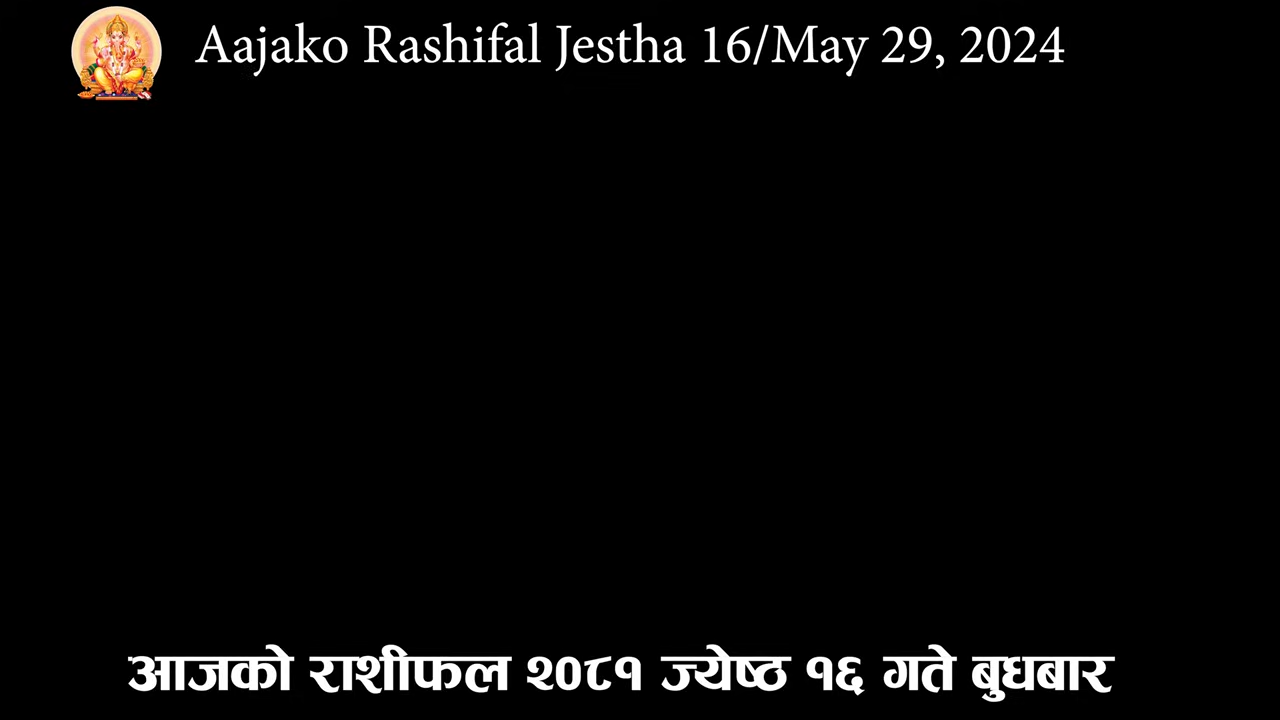 Aajako Rashifal Jestha 16/May 29, 2024
आजको राशीफल २०८१ ज्येष्ठ १६ गते बुधबार